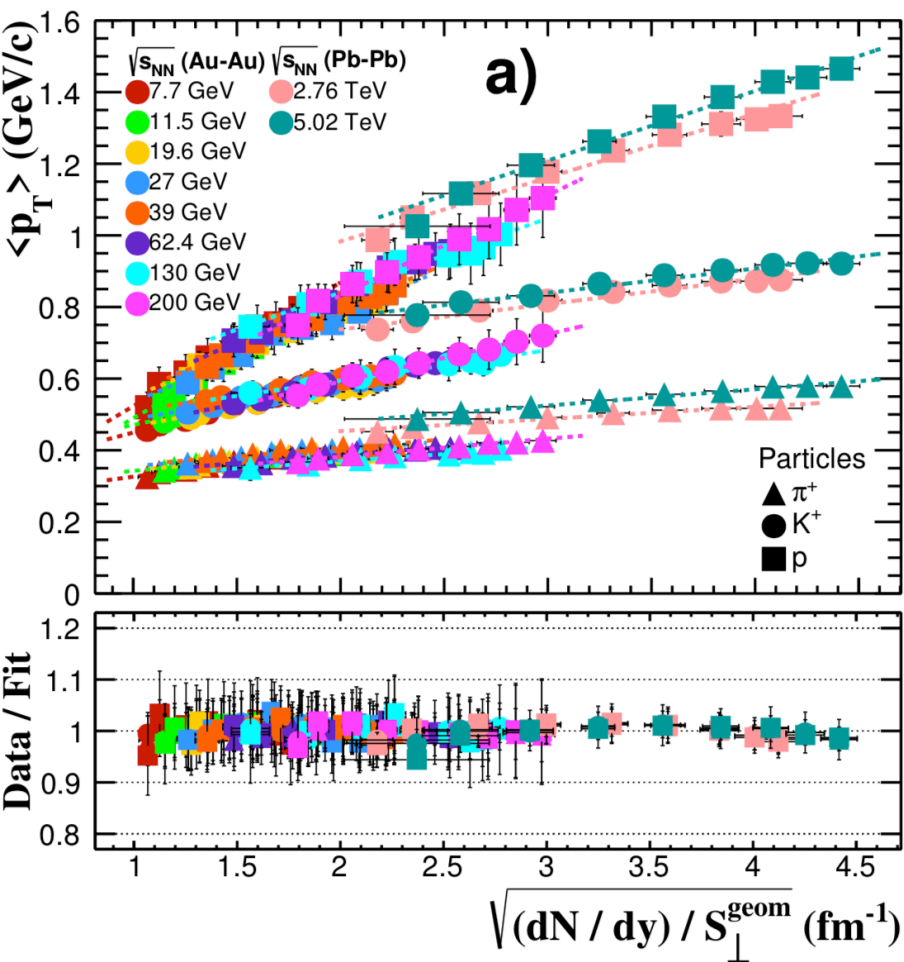 <pT> (GeV/c)
1.6
1.4
1.2
1
0.8
0.6
0.4
0.2
0
a)
√sNN (Au-Au) √sNN (Pb-Pb)
7.7 GeV
11.5 GeV
19.6 GeV
27 GeV
39 GeV
62.4 GeV
130 GeV
200 GeV
2.76 TeV
5.02 TeV
Particles
π+
K+
p
Data / Fit
1.2
1.1
1
0.9
0.8
1 1.5 2 2.5 3 3.5 4 4.5
√(dN / dy) / S⊥geom (fm-1)